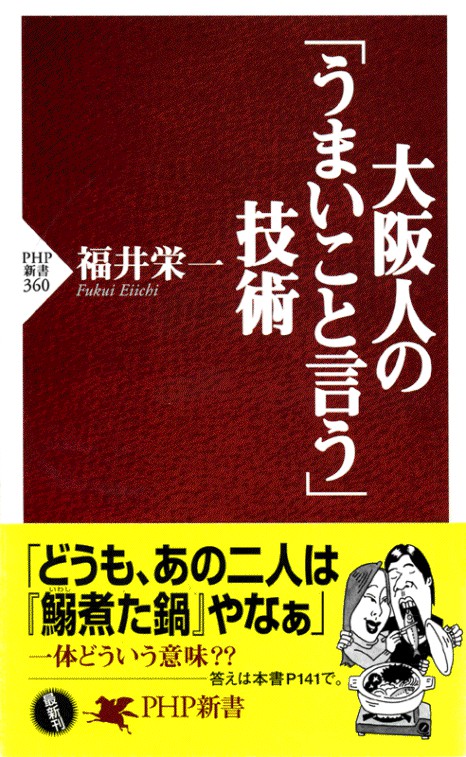 大阪人の
「うまいこと言う」
技術
PHP
新書
360
福井栄一
Fukui Eiichi
「どうも、あの二人は
『鰯煮た鍋』やなぁ」
いわし
一体どういう意味??
答えは本書P141で。
最新刊
PHP新書